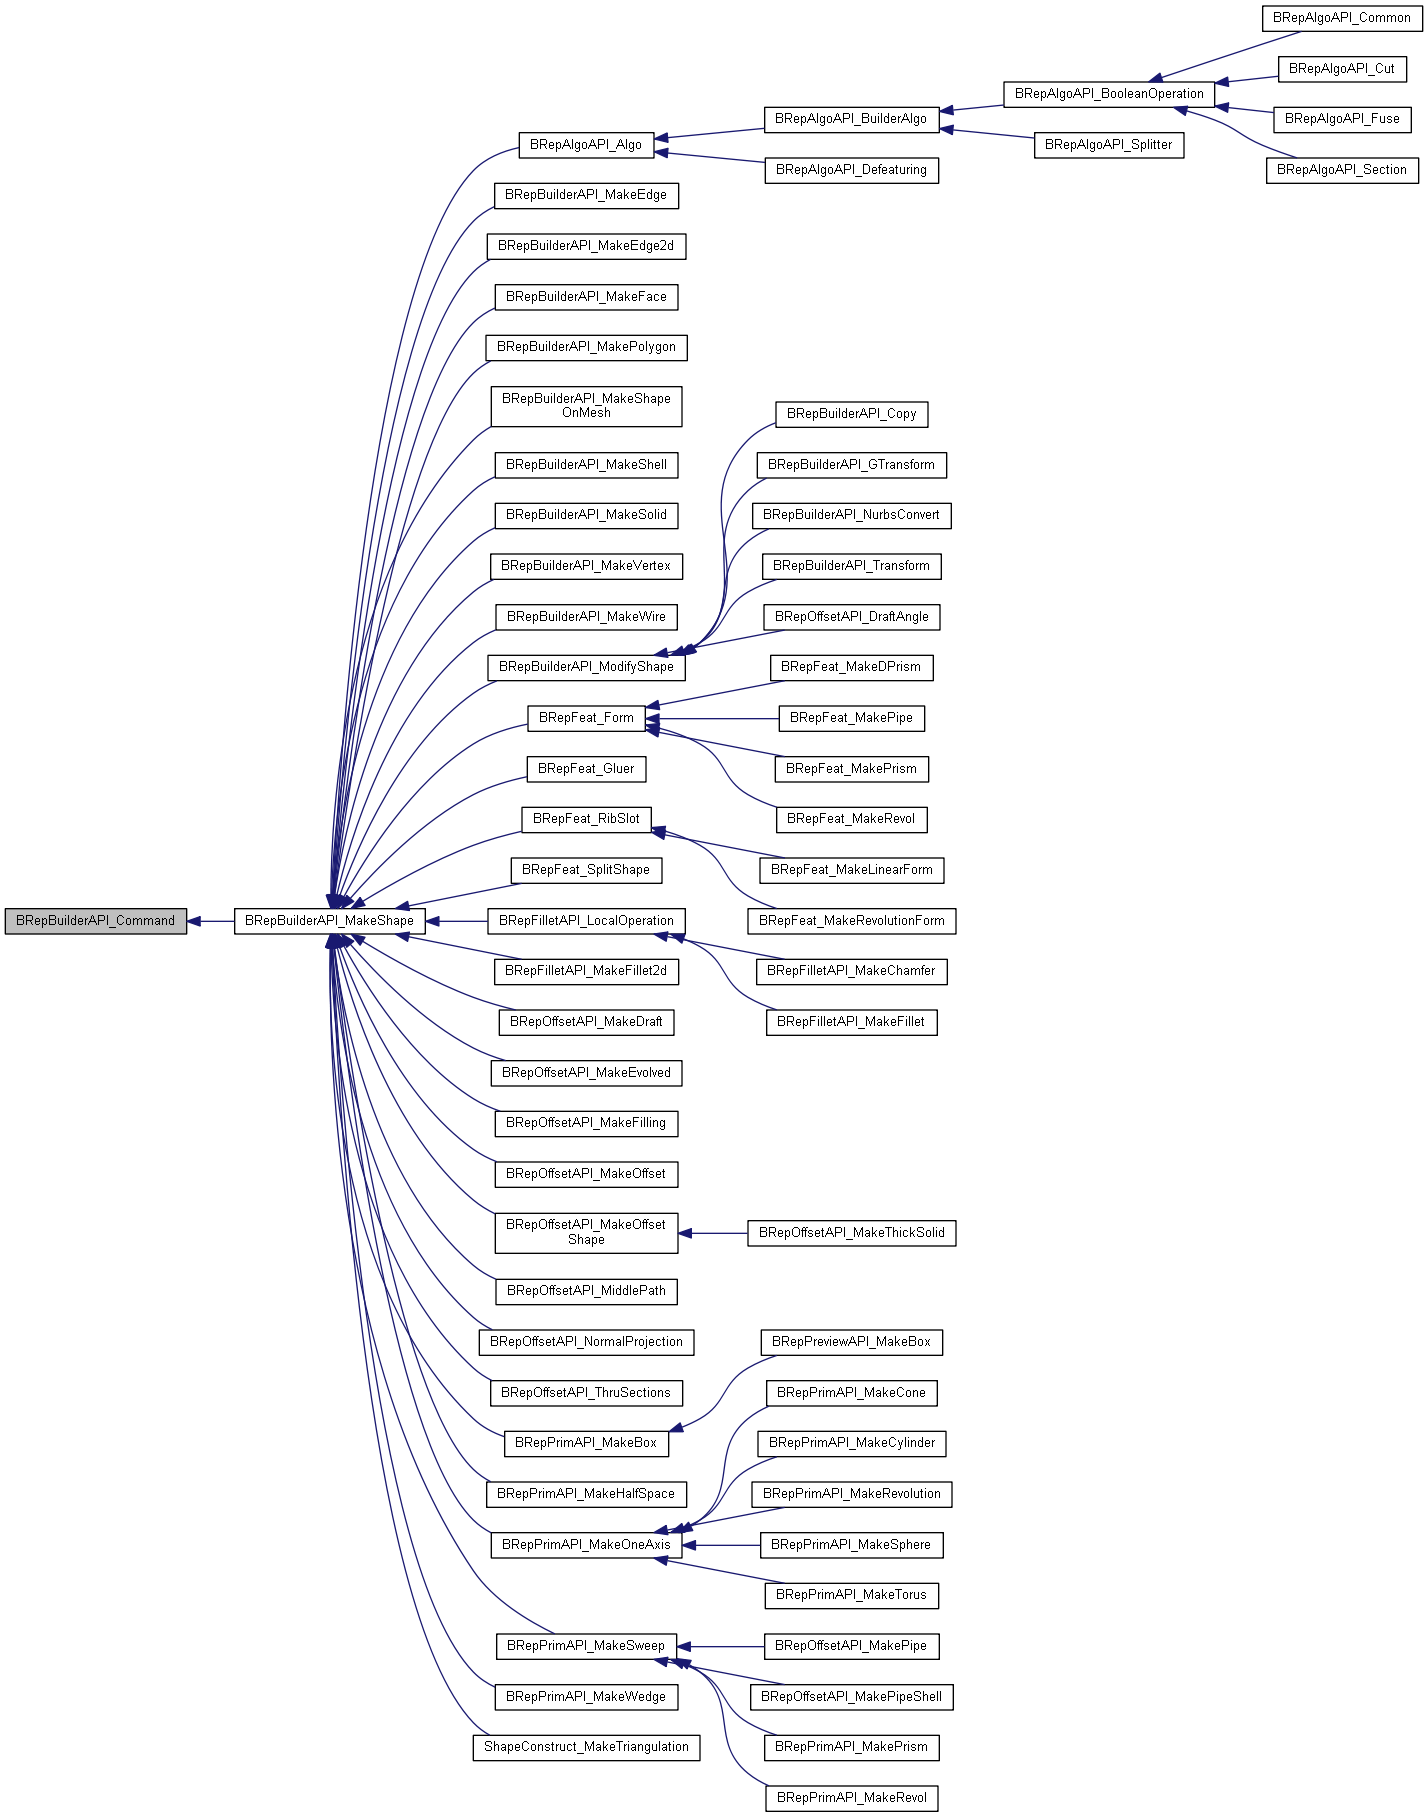 BRepAlgoAPI_Common
BRepAlgoAPI_Cut
BRepAlgoAPI_BooleanOperation
BRepAlgoAPI_BuilderAlgo
BRepAlgoAPI_Fuse
BRepAlgoAPI_Algo
BRepAlgoAPI_Splitter
BRepAlgoAPI_Defeaturing
BRepAlgoAPI_Section
BRepBuilderAPI_MakeEdge
BRepBuilderAPI_MakeEdge2d
BRepBuilderAPI_MakeFace
BRepBuilderAPI_MakePolygon
BRepBuilderAPI_MakeShape
OnMesh
BRepBuilderAPI_Copy
BRepBuilderAPI_MakeShell
BRepBuilderAPI_GTransform
BRepBuilderAPI_MakeSolid
BRepBuilderAPI_NurbsConvert
BRepBuilderAPI_MakeVertex
BRepBuilderAPI_Transform
BRepBuilderAPI_MakeWire
BRepOffsetAPI_DraftAngle
BRepBuilderAPI_ModifyShape
BRepFeat_MakeDPrism
BRepFeat_Form
BRepFeat_MakePipe
BRepFeat_Gluer
BRepFeat_MakePrism
BRepFeat_RibSlot
BRepFeat_MakeRevol
BRepFeat_SplitShape
BRepFeat_MakeLinearForm
BRepBuilderAPI_Command
BRepBuilderAPI_MakeShape
BRepFilletAPI_LocalOperation
BRepFeat_MakeRevolutionForm
BRepFilletAPI_MakeFillet2d
BRepFilletAPI_MakeChamfer
BRepOffsetAPI_MakeDraft
BRepFilletAPI_MakeFillet
BRepOffsetAPI_MakeEvolved
BRepOffsetAPI_MakeFilling
BRepOffsetAPI_MakeOffset
BRepOffsetAPI_MakeOffset
Shape
BRepOffsetAPI_MakeThickSolid
BRepOffsetAPI_MiddlePath
BRepOffsetAPI_NormalProjection
BRepPreviewAPI_MakeBox
BRepOffsetAPI_ThruSections
BRepPrimAPI_MakeCone
BRepPrimAPI_MakeBox
BRepPrimAPI_MakeCylinder
BRepPrimAPI_MakeHalfSpace
BRepPrimAPI_MakeRevolution
BRepPrimAPI_MakeOneAxis
BRepPrimAPI_MakeSphere
BRepPrimAPI_MakeTorus
BRepPrimAPI_MakeSweep
BRepOffsetAPI_MakePipe
BRepPrimAPI_MakeWedge
BRepOffsetAPI_MakePipeShell
ShapeConstruct_MakeTriangulation
BRepPrimAPI_MakePrism
BRepPrimAPI_MakeRevol